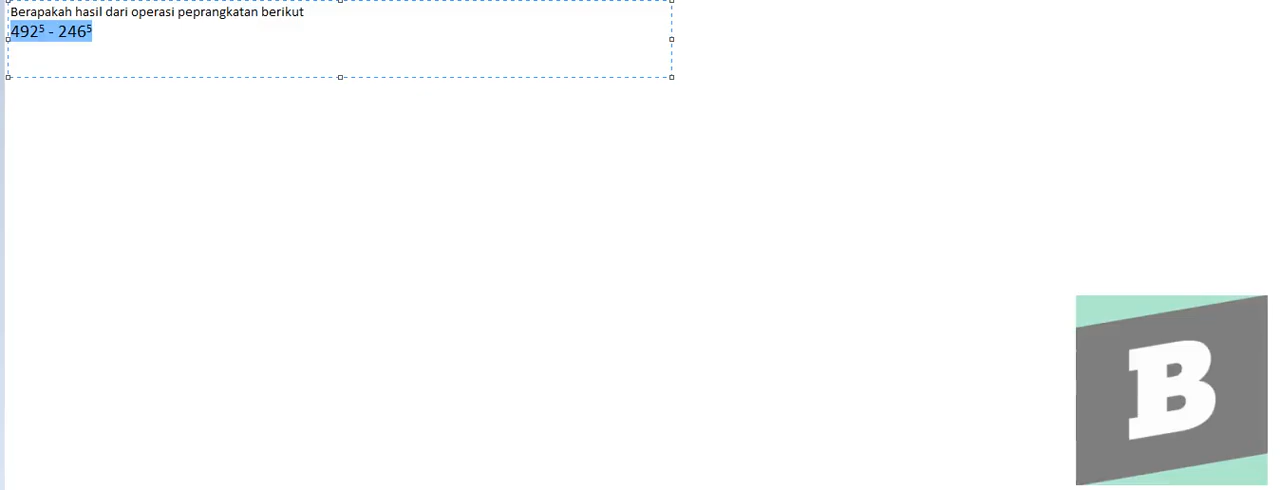 Berapakah hasil dari operasi peprangkatan berikut
492⁵ - 246⁵
B